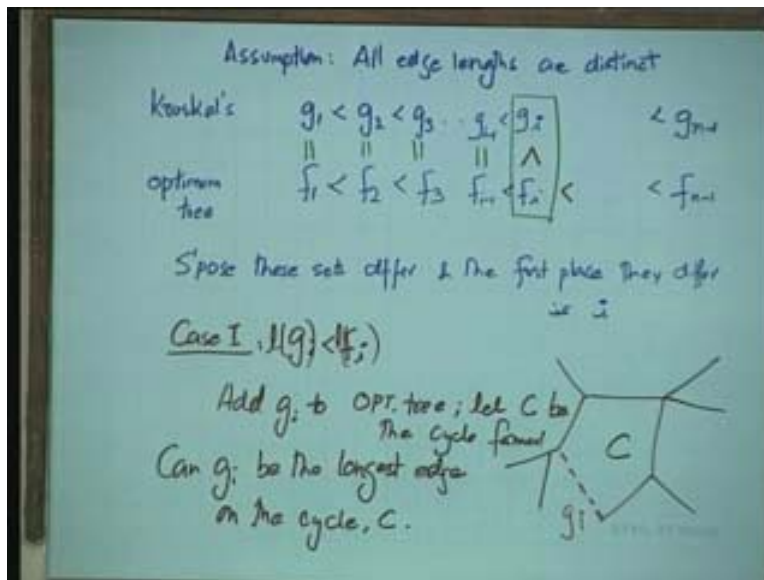 Assumption: All edge lengths are distinct
Kruskal's g₁ < g₂ < g₃ .. gᵢ₋₁ < gᵢ < gₙ₋₁
|| || || || ^
optimum tree f₁ < f₂ < f₃ fᵢ₋₁ < fᵢ < < fₙ₋₁
S'pose these sets differ & the first place they differ
is i
Case I : l(gᵢ) < l(fᵢ)
Add gᵢ to OPT. tree ; let C be
the cycle formed
Can gᵢ be the longest edge
on the cycle, C.
C
gi